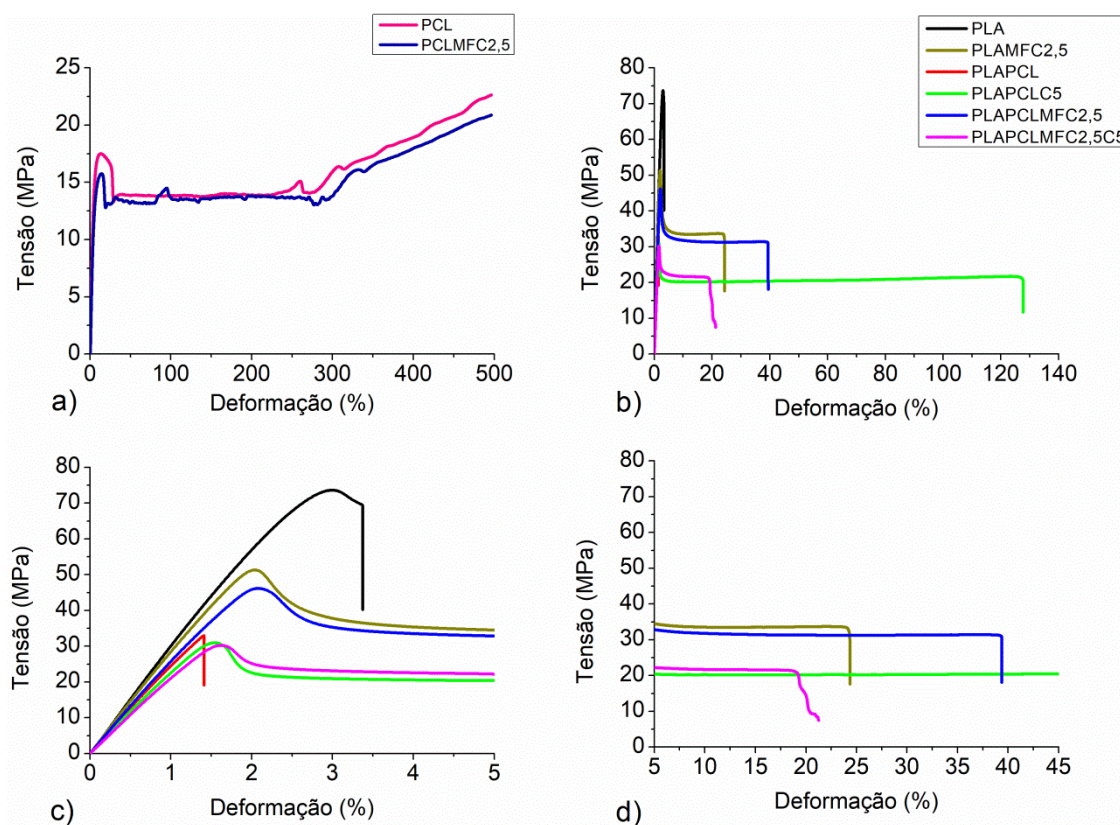 PCL
PCLMFC2,5
25
20
15
10
5
0
Tensão (MPa)
0 100 200 300 400 500
a)
Deformação (%)
PLA
PLAMFC2,5
PLAPCL
PLAPCLC5
PLAPCLMFC2,5
PLAPCLMFC2,5C5
80
70
60
50
40
30
20
10
0
Tensão (MPa)
0 20 40 60 80 100 120 140
b)
Deformação (%)
80
70
60
50
40
30
20
10
0
Tensão (MPa)
0 1 2 3 4 5
c)
Deformação (%)
80
70
60
50
40
30
20
10
0
Tensão (MPa)
5 10 15 20 25 30 35 40 45
d)
Deformação (%)